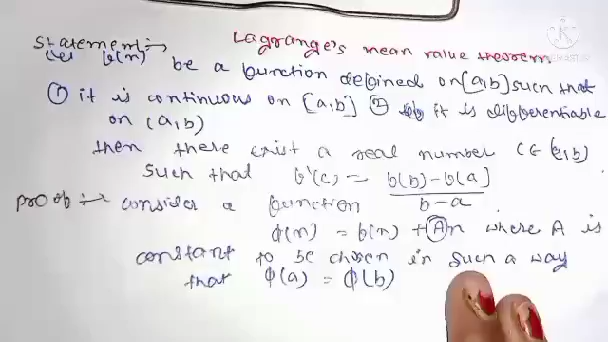 Lagrange's mean value theorem
Statement :→
Let f(x) be a function defined on [a,b] such that
① it is continuous on [a,b] ② it is differentiable
on (a,b)
then there exist a real number c ∈ (a,b)
such that f'(c) = f(b) - f(a) / b - a
proof :→ consider a function
ϕ(x) = f(x) + Ax where A is
constant to be chosen in such a way
that ϕ(a) = ϕ(b)